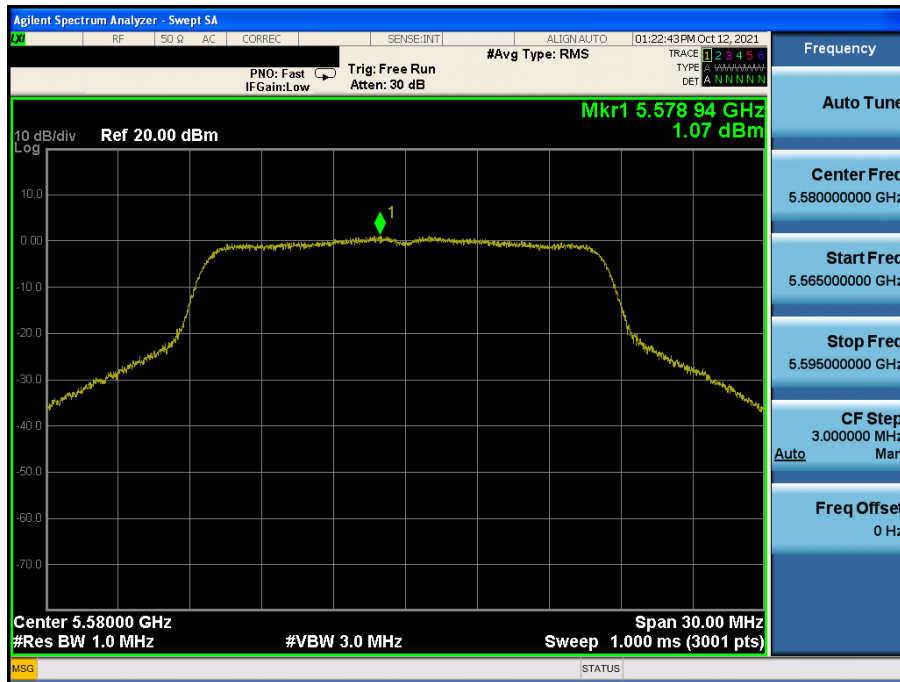 Agilent Spectrum Analyzer - Swept SA
LXI RF 50 Ω AC CORREC SENSE:INT ALIGN AUTO 01:22:43 PM Oct 12, 2021
#Avg Type: RMS TRACE 1 2 3 4 5 6
PNO: Fast Trig: Free Run TYPE A WWWWW
IFGain:Low Atten: 30 dB DET A N N N N N
Frequency
Auto Tune
Center Freq
5.580000000 GHz
Start Freq
5.565000000 GHz
Stop Freq
5.595000000 GHz
CF Step
3.000000 MHz
Auto Man
Freq Offset
0 Hz
Mkr1 5.578 94 GHz
1.07 dBm
10 dB/div Ref 20.00 dBm
Log
1
10.0
0.00
-10.0
-20.0
-30.0
-40.0
-50.0
-60.0
-70.0
Center 5.58000 GHz Span 30.00 MHz
#Res BW 1.0 MHz #VBW 3.0 MHz Sweep 1.000 ms (3001 pts)
MSG STATUS